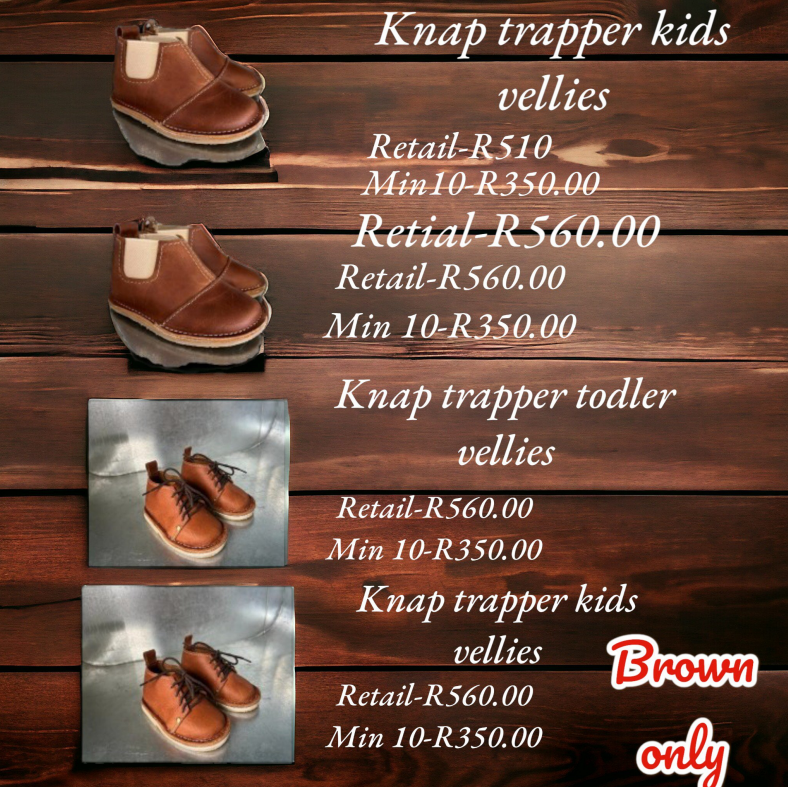 Knap trapper kids
vellies
Retail-R510
Min10-R350.00
Retial-R560.00
Retail-R560.00
Min 10-R350.00
Knap trapper todler
vellies
Retail-R560.00
Min 10-R350.00
Knap trapper kids
vellies
Retail-R560.00
Min 10-R350.00
Brown
only